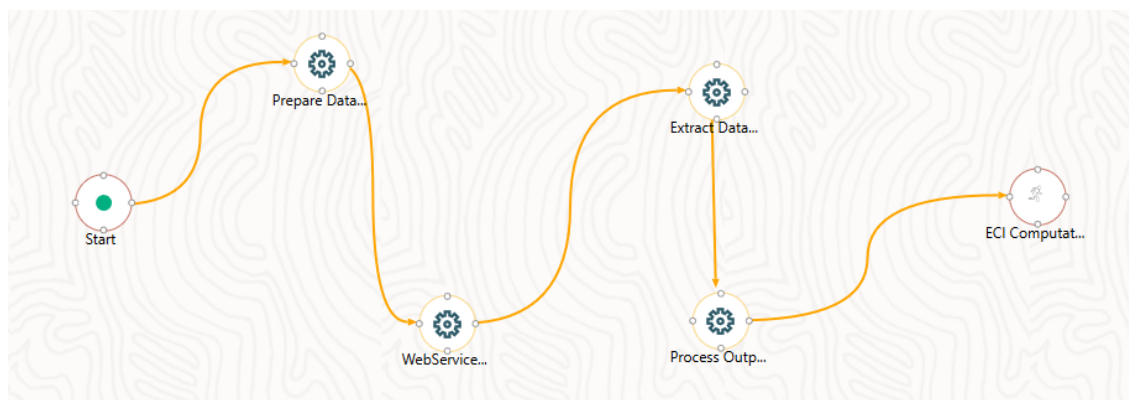 Start
Prepare Data...
WebService...
Extract Data...
Process Outp...
ECI Computat...